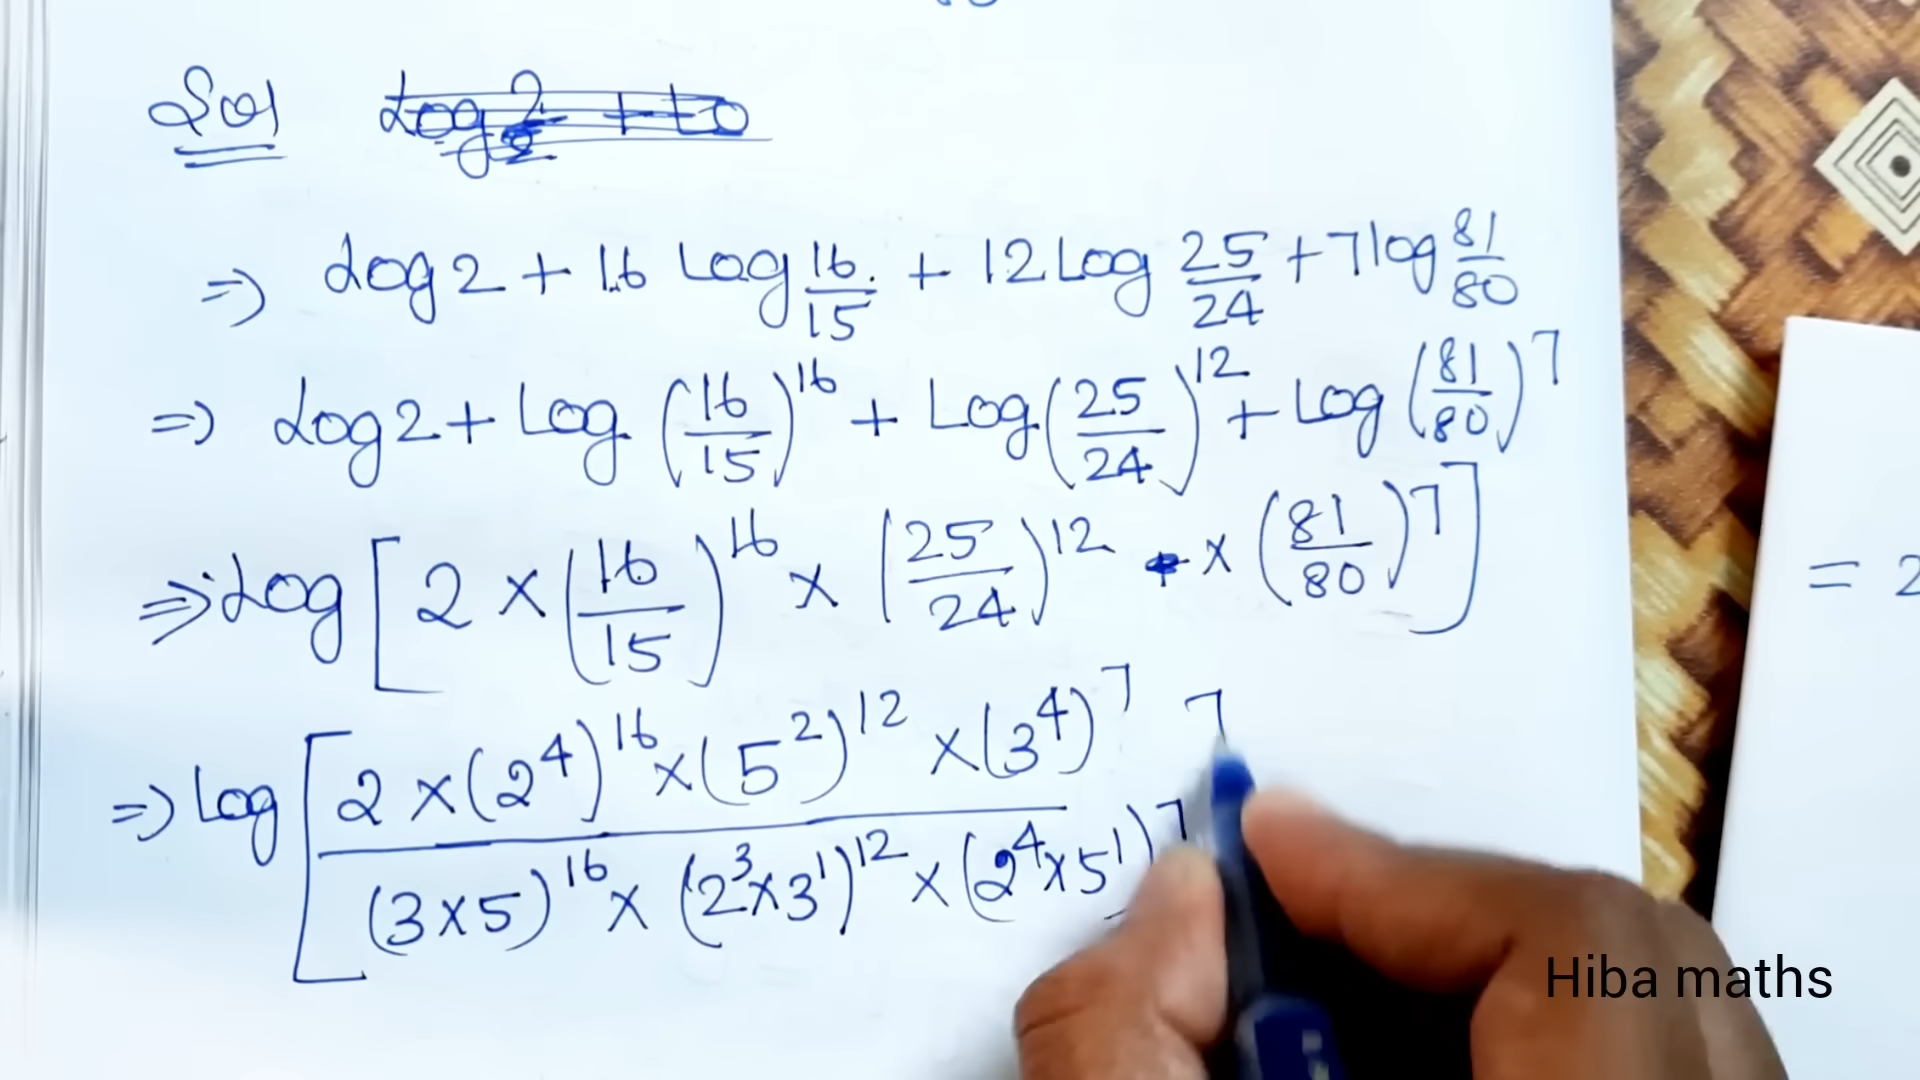 Sol
⇒ Log 2 + 16 Log 16/15 + 12 Log 25/24 + 7 log 81/80
⇒ Log 2 + Log (16/15)^16 + Log (25/24)^12 + Log (81/80)^7
⇒ Log [2 × (16/15)^16 × (25/24)^12 × (81/80)^7]
= 2
⇒ log [2 × (2^4)^16 × (5^2)^12 × (3^4)^7 / (3×5)^16 × (2^3×3^1)^12 × (2^4×5^1)^7
Hiba maths